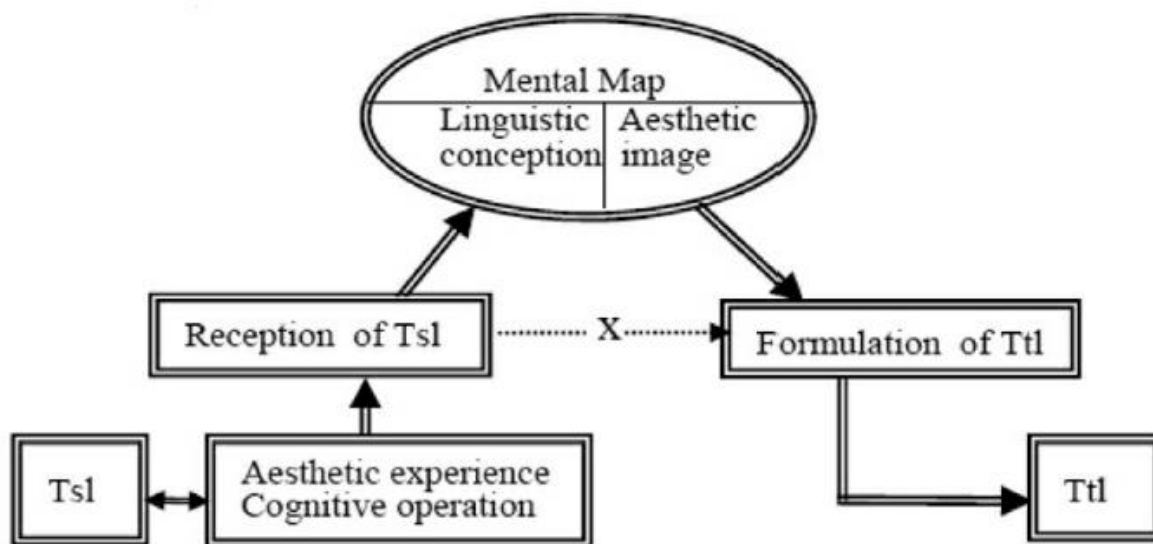 Mental Map
Linguistic
conception
Aesthetic
image
Reception of Tsl
X
Formulation of Ttl
Tsl
Aesthetic experience
Cognitive operation
Ttl